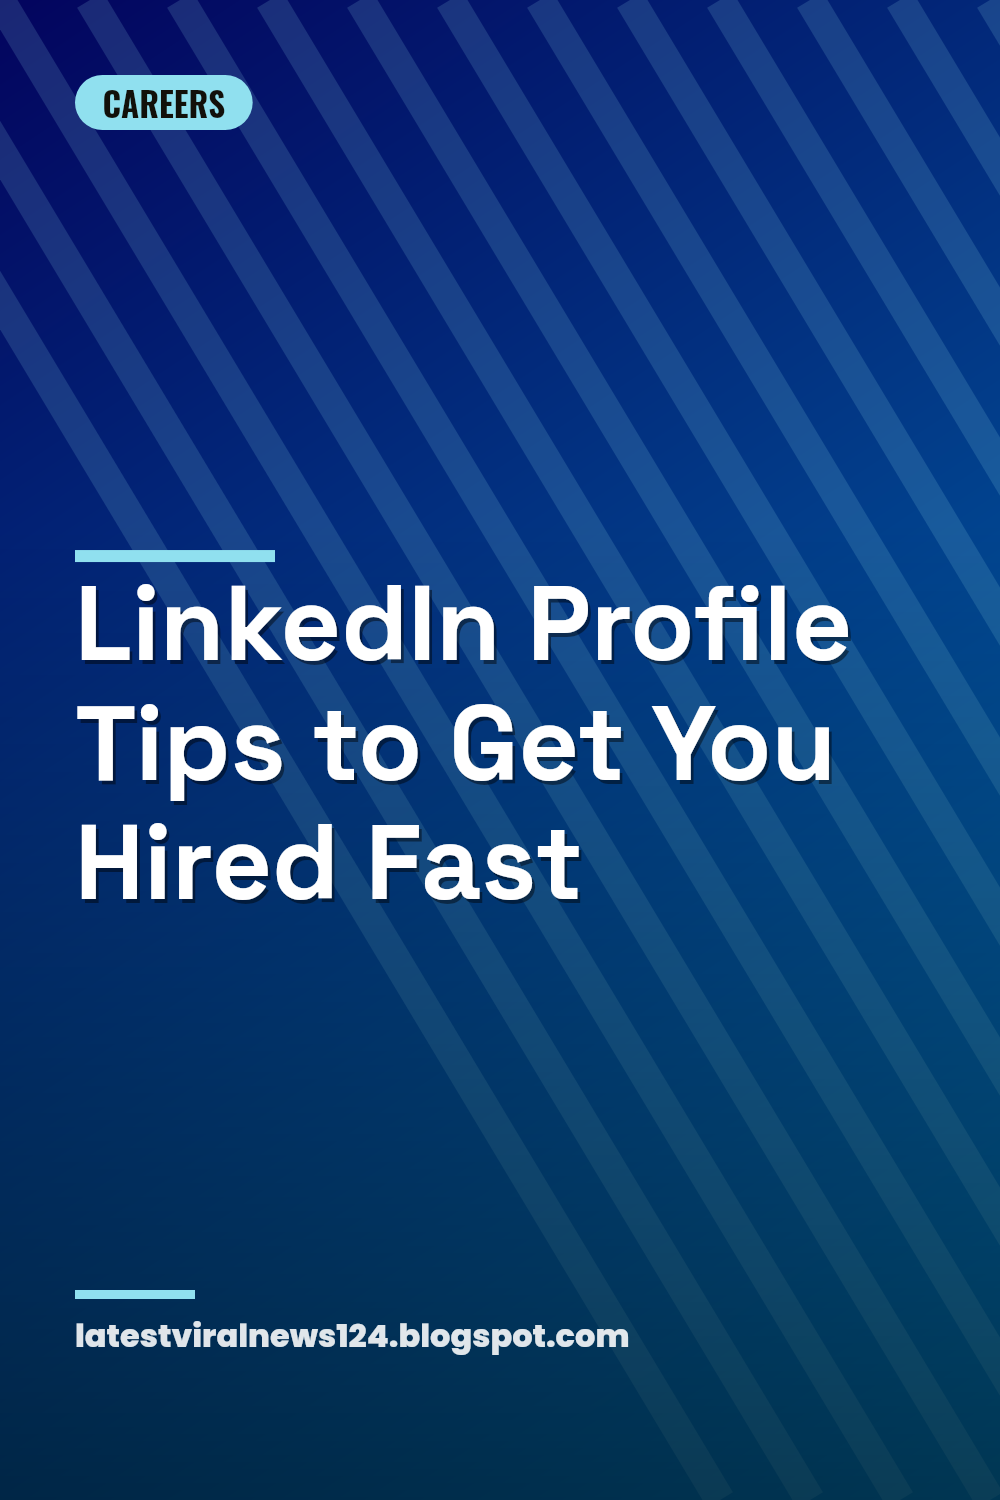 CAREERS
LinkedIn Profile
Tips to Get You
Hired Fast
latestviralnews124.blogspot.com